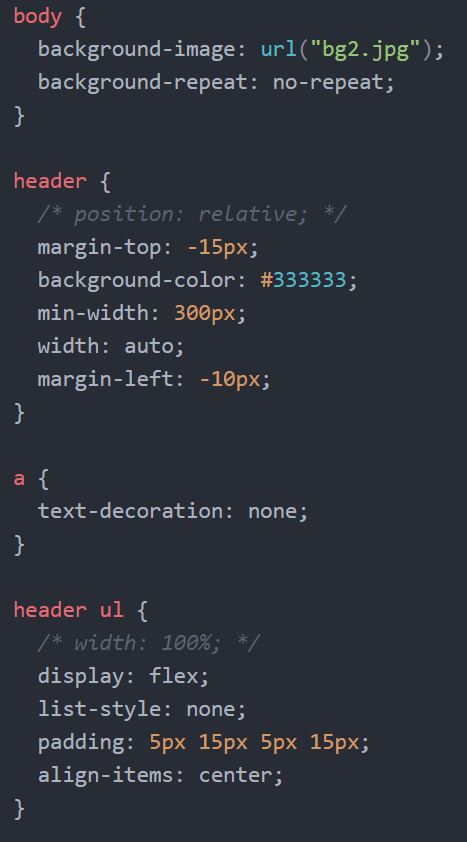 body {
  background-image: url("bg2.jpg");
  background-repeat: no-repeat;
}

header {
  /* position: relative; */
  margin-top: -15px;
  background-color: #333333;
  min-width: 300px;
  width: auto;
  margin-left: -10px;
}

a {
  text-decoration: none;
}

header ul {
  /* width: 100%; */
  display: flex;
  list-style: none;
  padding: 5px 15px 5px 15px;
  align-items: center;
}